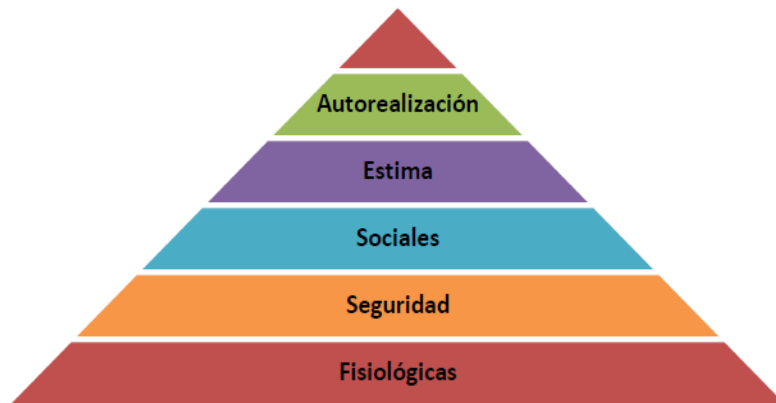 Autorealización
Estima
Sociales
Seguridad
Fisiológicas